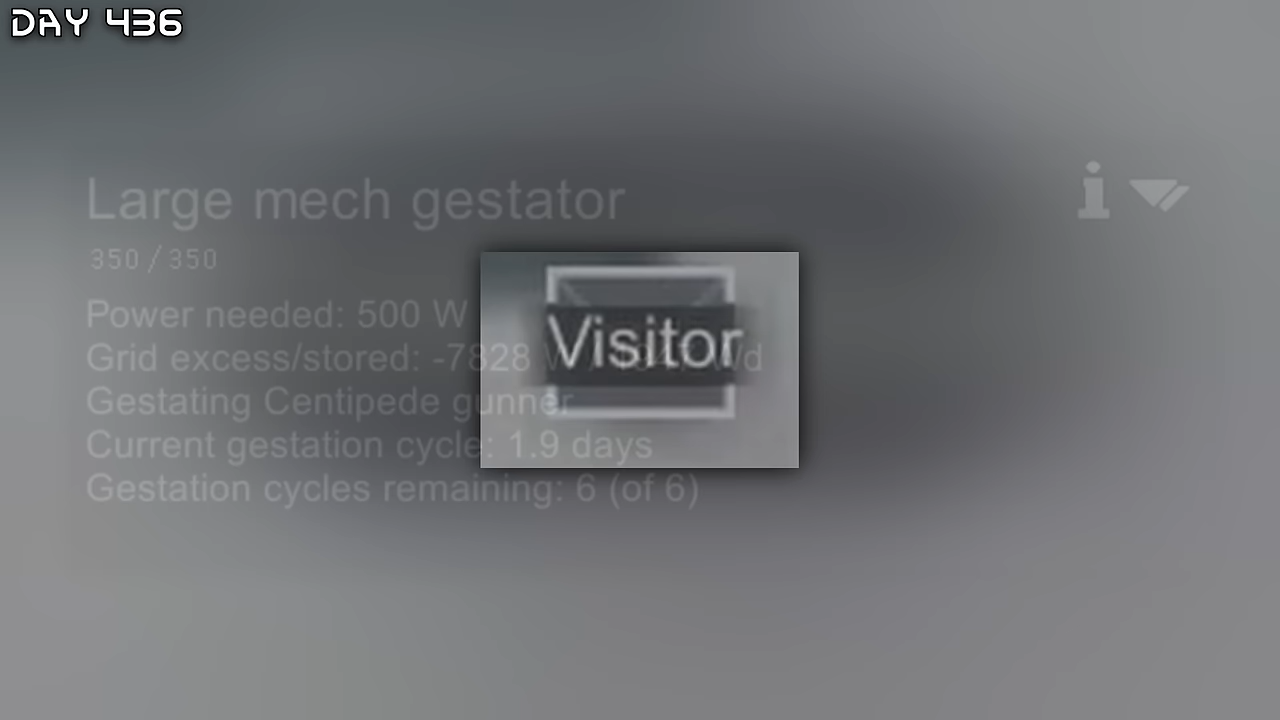 DAY 436
Large mech gestator
350 / 350
Power needed: 500 W
Visitor
Grid excess/stored: -7828 W / Wd
Gestating Centipede gunner
Current gestation cycle: 1.9 days
Gestation cycles remaining: 6 (of 6)